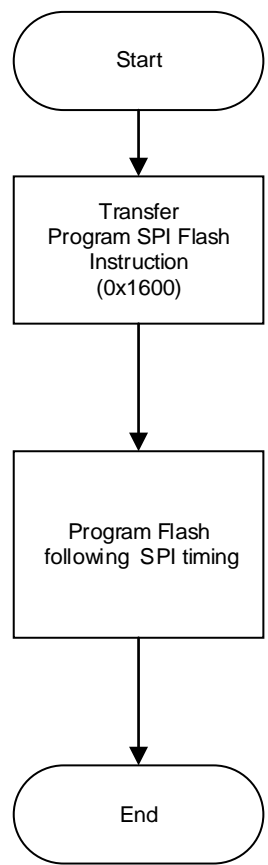 Start
Transfer
Program SPI Flash
Instruction
(0x1600)
Program Flash
following SPI timing
End